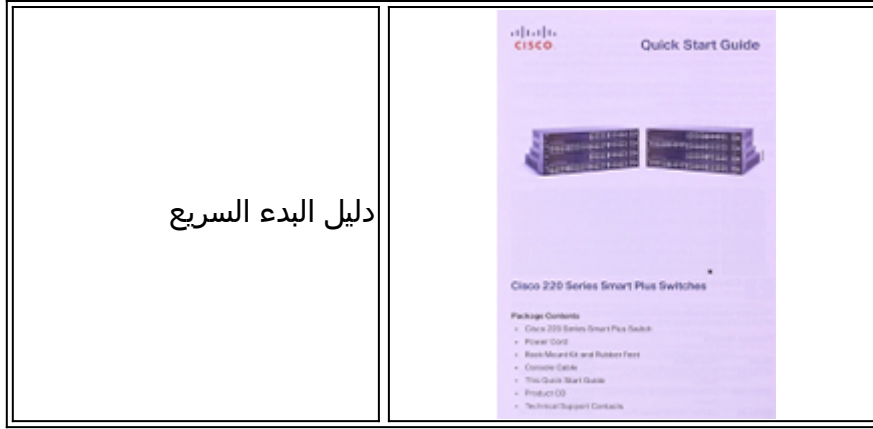 دليل البدء السريع
CISCO
Quick Start Guide
Cisco 220 Series Smart Plus Switches
Package Contents
• Cisco 220 Series Smart Plus Switch
• Power Cord
• Rack Mount Kit and Rubber Feet
• Console Cable
• This Quick Start Guide
• Product CD
• Technical Support Contacts